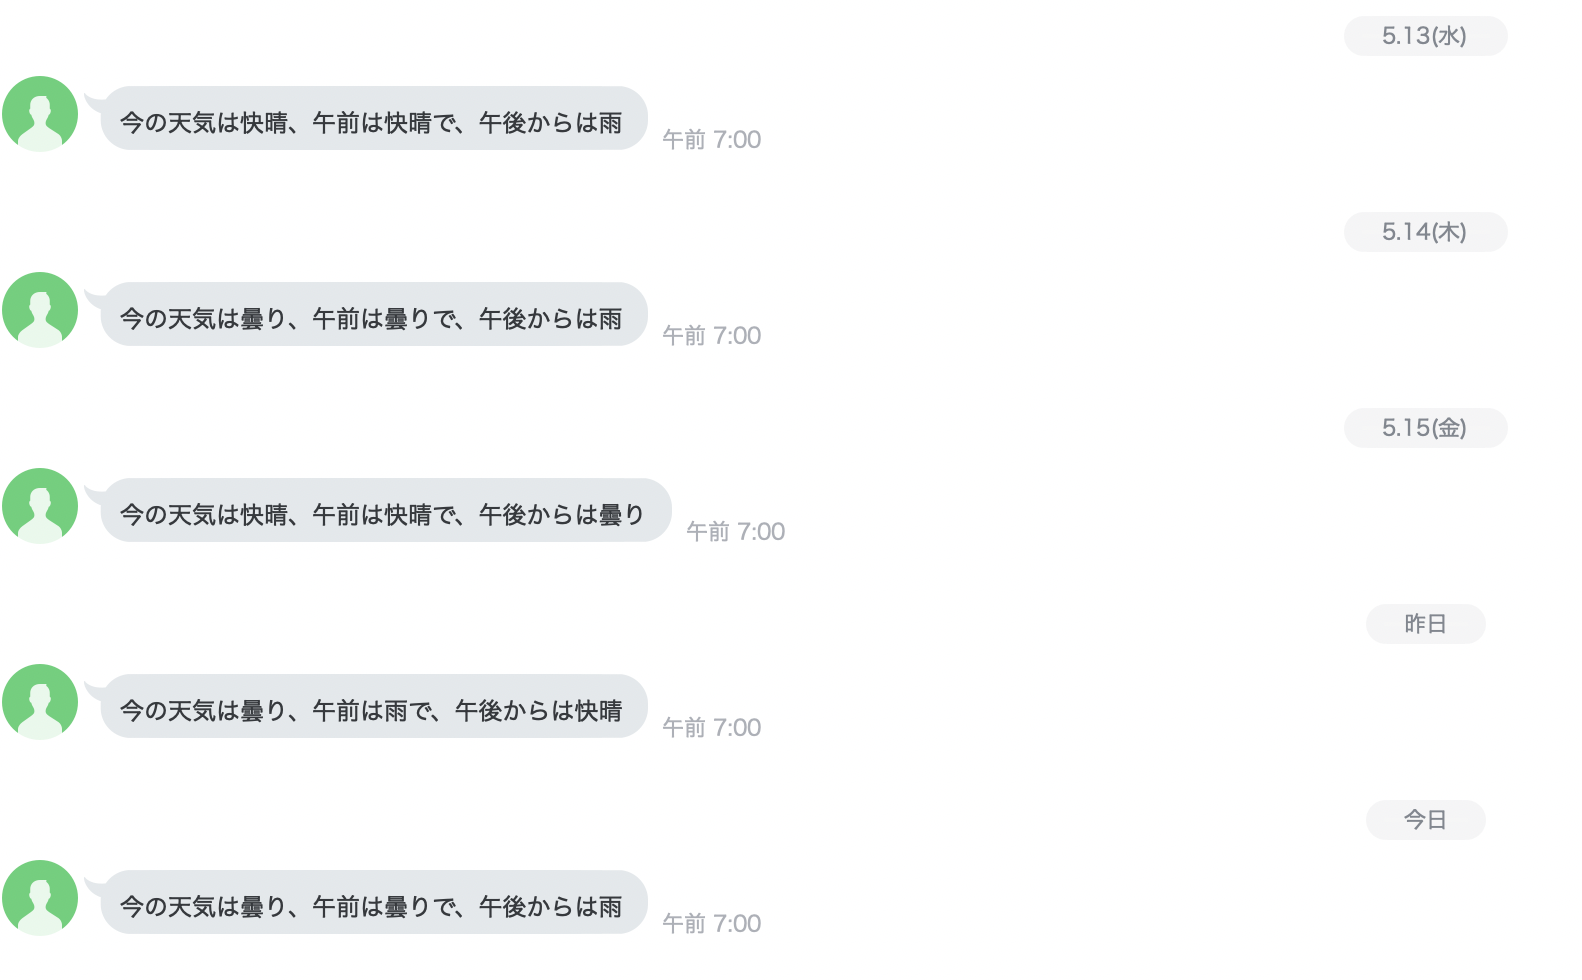 5.13(水)
今の天気は快晴、午前は快晴で、午後からは雨
午前 7:00
5.14(木)
今の天気は曇り、午前は曇りで、午後からは雨
午前 7:00
5.15(金)
今の天気は快晴、午前は快晴で、午後からは曇り
午前 7:00
昨日
今の天気は曇り、午前は雨で、午後からは快晴
午前 7:00
今日
今の天気は曇り、午前は曇りで、午後からは雨
午前 7:00